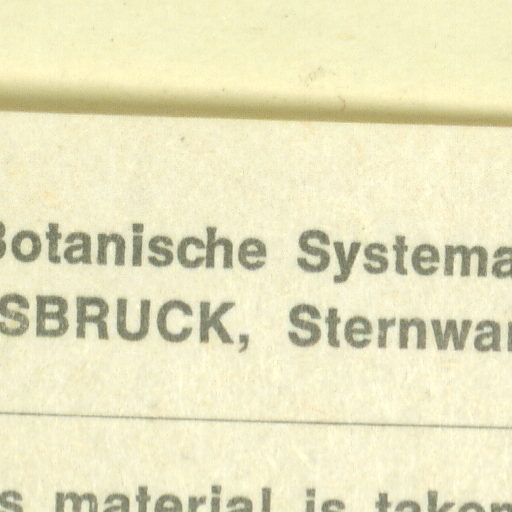 Botanische Systema
SBRUCK, Sternwar
s material is taken